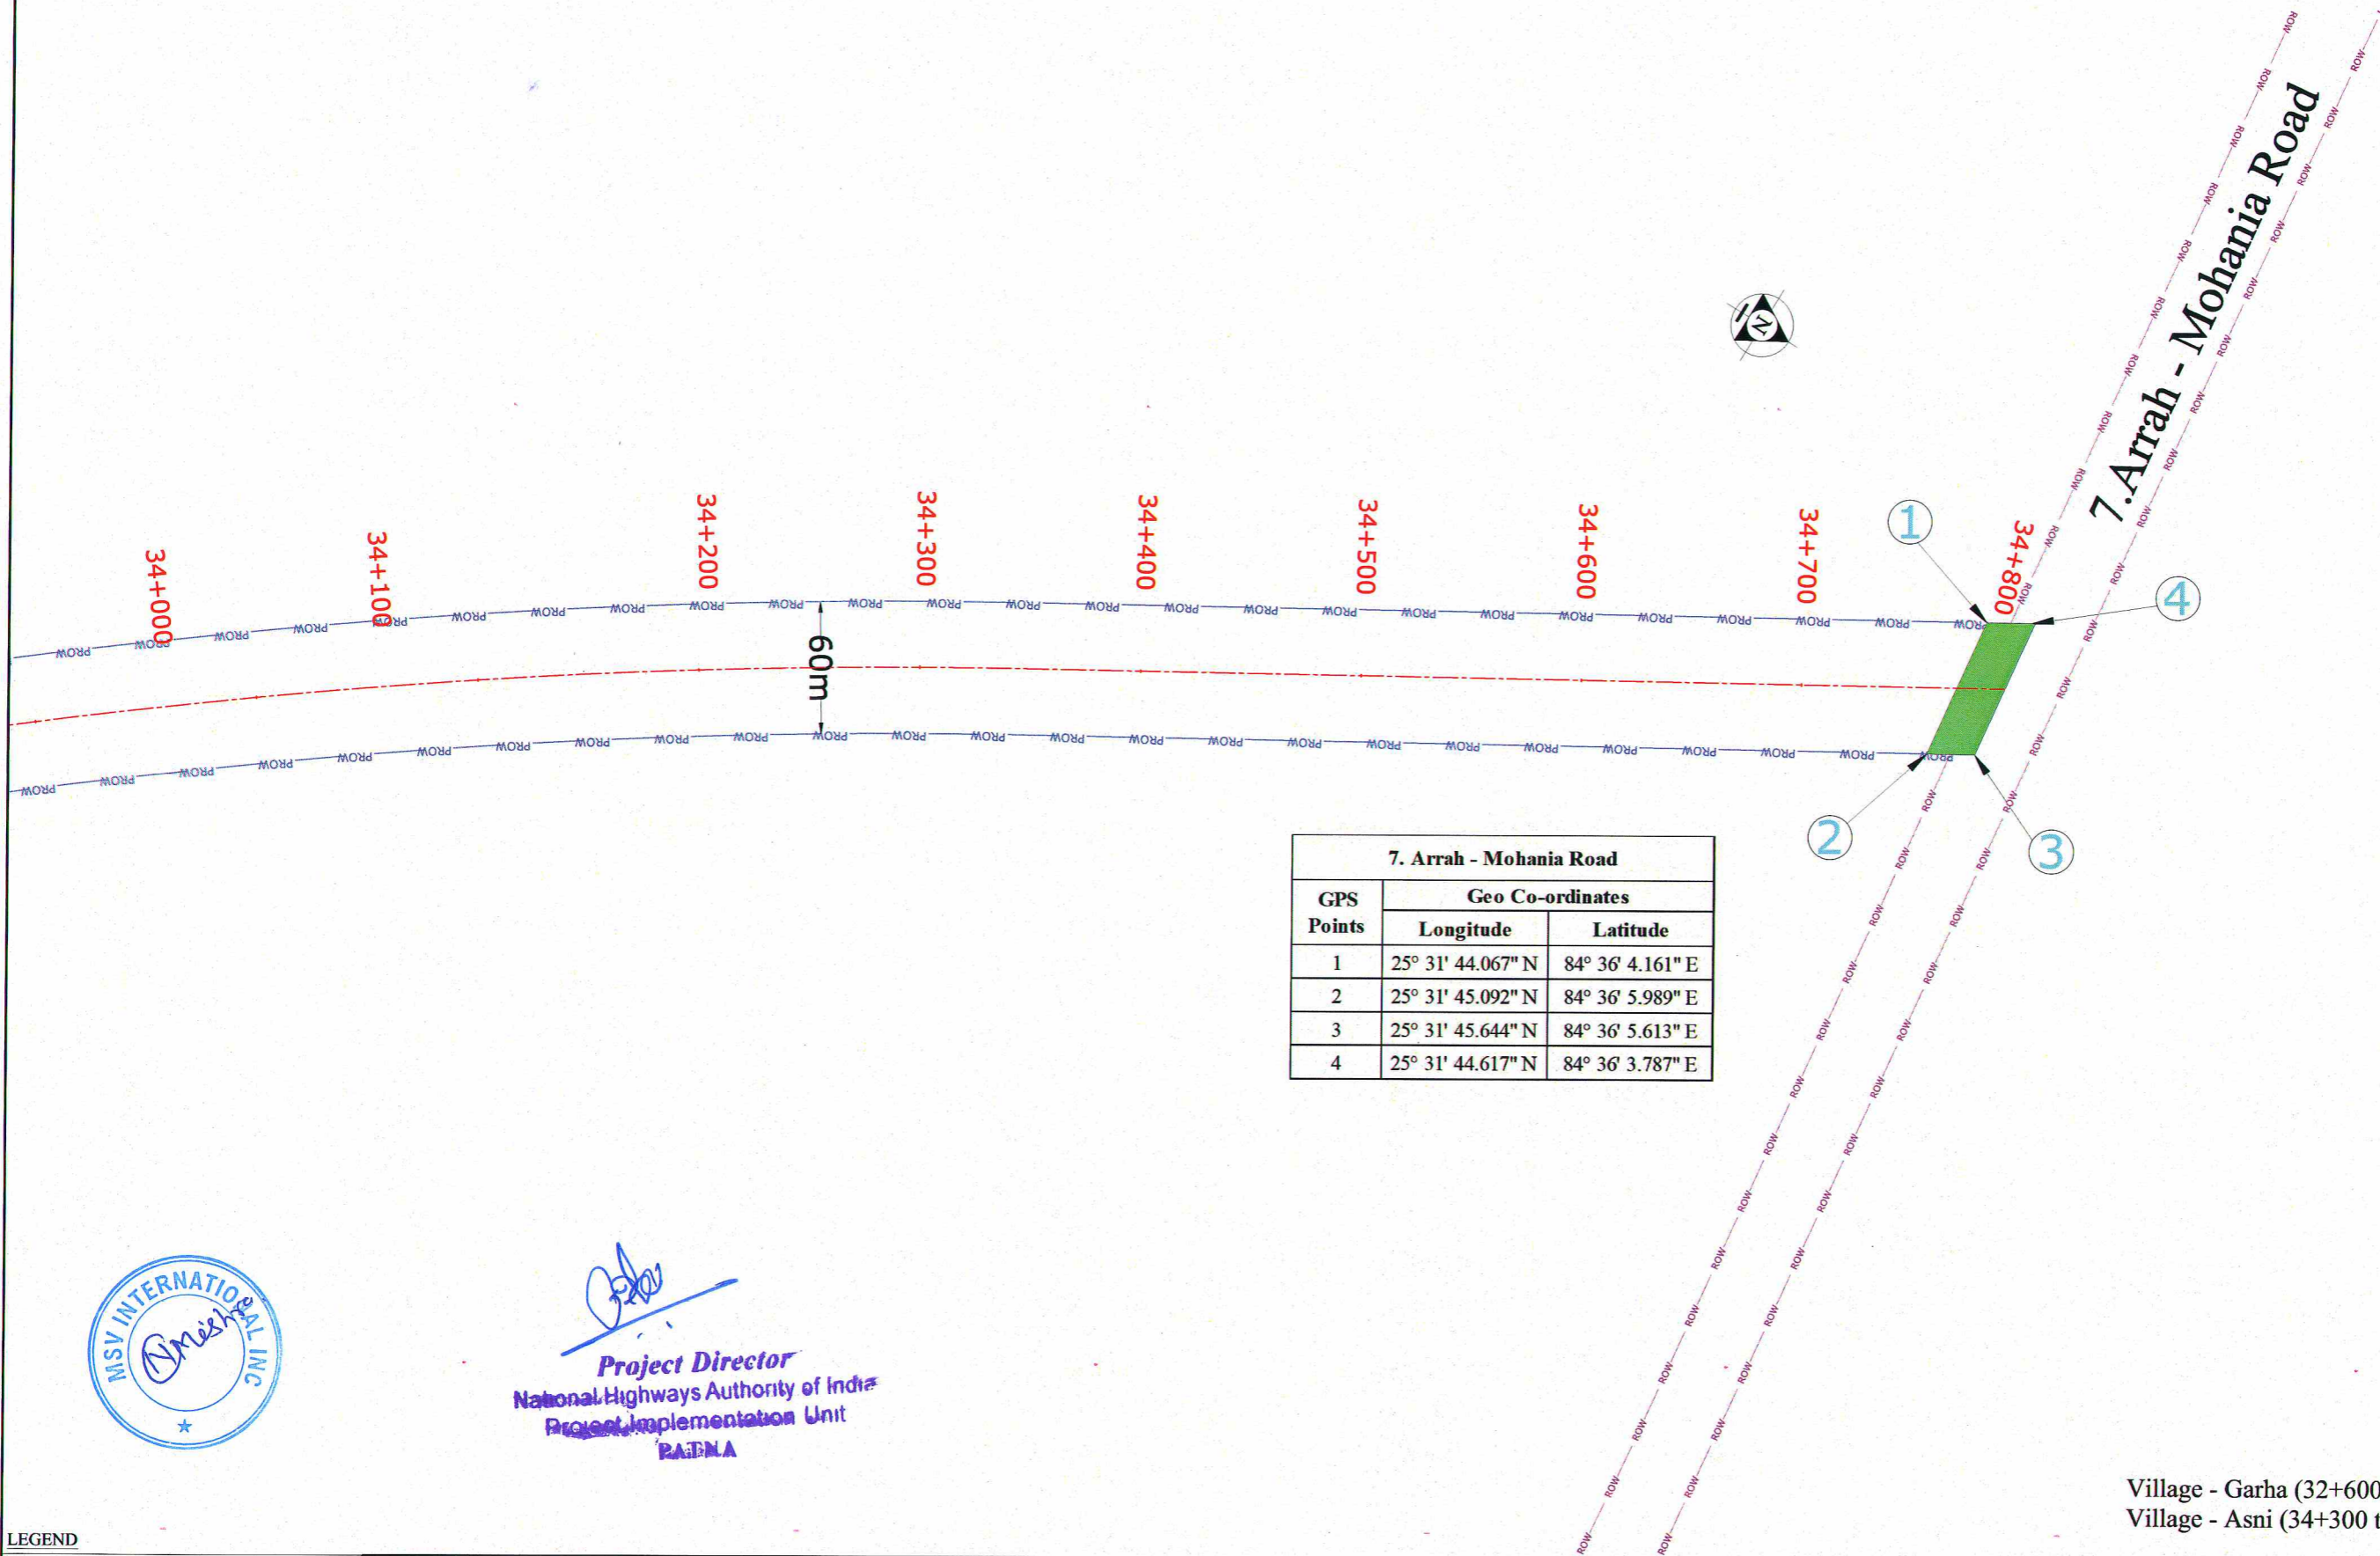 7.Arrah - Mohania Road
34+000
34+100
34+200
34+300
34+400
34+500
34+600
34+700
34+800
60m
N
1
2
3
4
PROW
ROW
7. Arrah - Mohania Road
GPS Points
Geo Co-ordinates
Longitude Latitude
1 25° 31' 44.067" N 84° 36' 4.161" E
2 25° 31' 45.092" N 84° 36' 5.989" E
3 25° 31' 45.644" N 84° 36' 5.613" E
4 25° 31' 44.617" N 84° 36' 3.787" E
MSV INTERNATIONAL INC
Project Director
National Highways Authority of India
Project Implementation Unit
PATNA
Village - Garha (32+600
Village - Asni (34+300 t
LEGEND